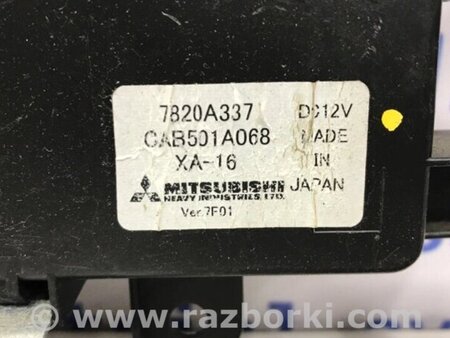 7820A337 DC12V
CAB501A068 MADE
XA-16 IN
MITSUBISHI JAPAN
HEAVY INDUSTRIES, LTD.
Ver.7F01
© www.razborki.com